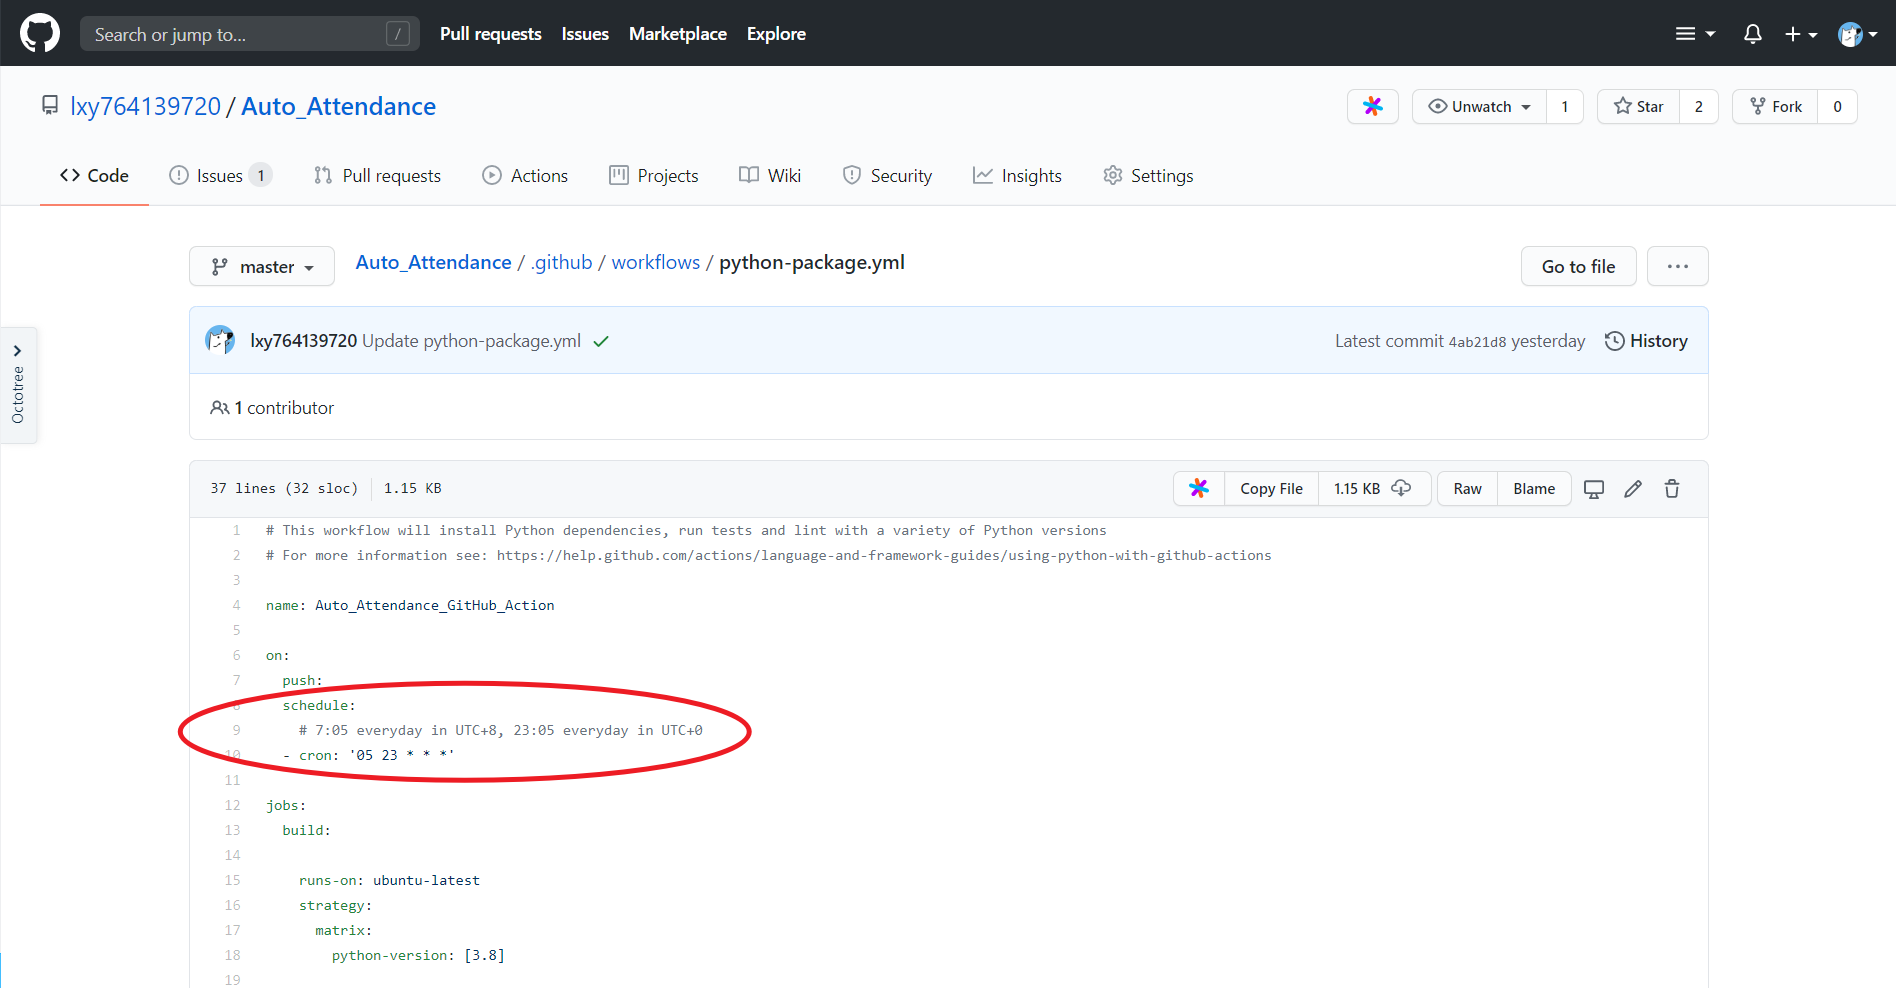 Search or jump to... /
Pull requests Issues Marketplace Explore
lxy764139720 / Auto_Attendance
Unwatch 1 Star 2 Fork 0
Code Issues 1 Pull requests Actions Projects Wiki Security Insights Settings
master Auto_Attendance / .github / workflows / python-package.yml Go to file ...
Octotree
lxy764139720 Update python-package.yml Latest commit 4ab21d8 yesterday History
1 contributor
37 lines (32 sloc) 1.15 KB Copy File 1.15 KB Raw Blame
1 # This workflow will install Python dependencies, run tests and lint with a variety of Python versions
2 # For more information see: https://help.github.com/actions/language-and-framework-guides/using-python-with-github-actions
3
4 name: Auto_Attendance_GitHub_Action
5
6 on:
7 push:
8 schedule:
9 # 7:05 everyday in UTC+8, 23:05 everyday in UTC+0
10 - cron: '05 23 * * *'
11
12 jobs:
13 build:
14
15 runs-on: ubuntu-latest
16 strategy:
17 matrix:
18 python-version: [3.8]
19